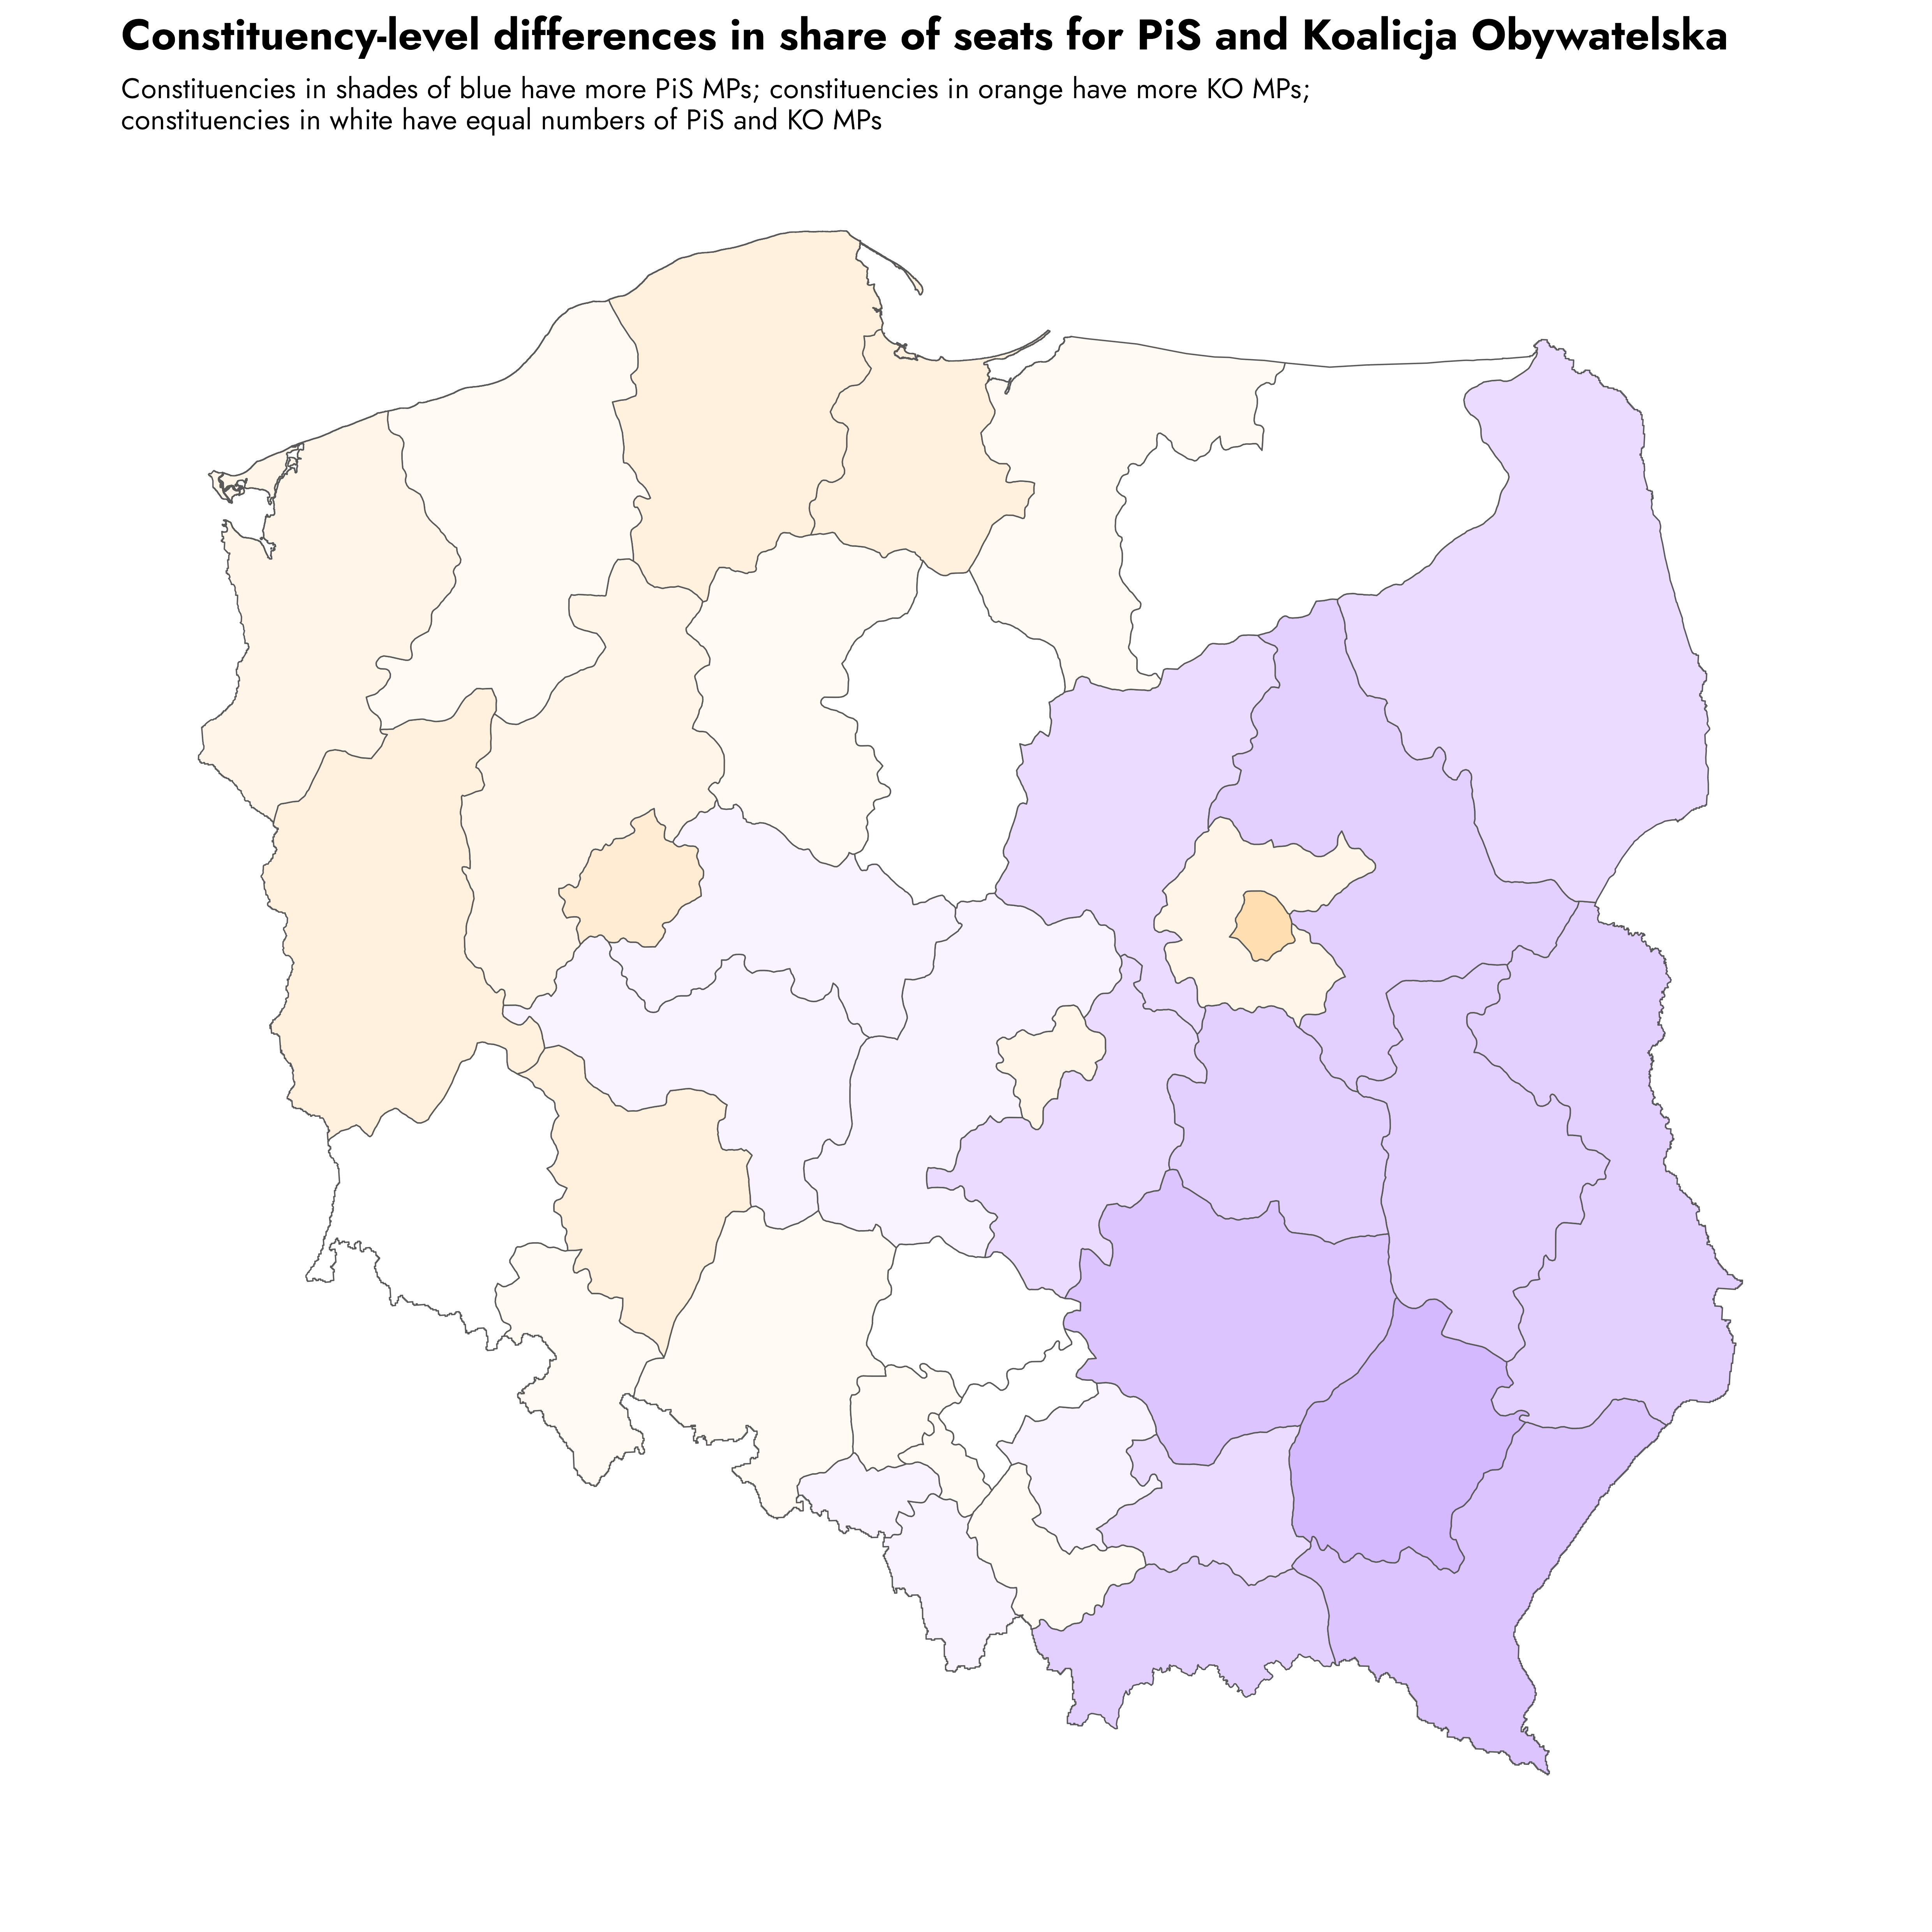 Constituency-level differences in share of seats for PiS and Koalicja Obywatelska
Constituencies in shades of blue have more PiS MPs; constituencies in orange have more KO MPs;
constituencies in white have equal numbers of PiS and KO MPs